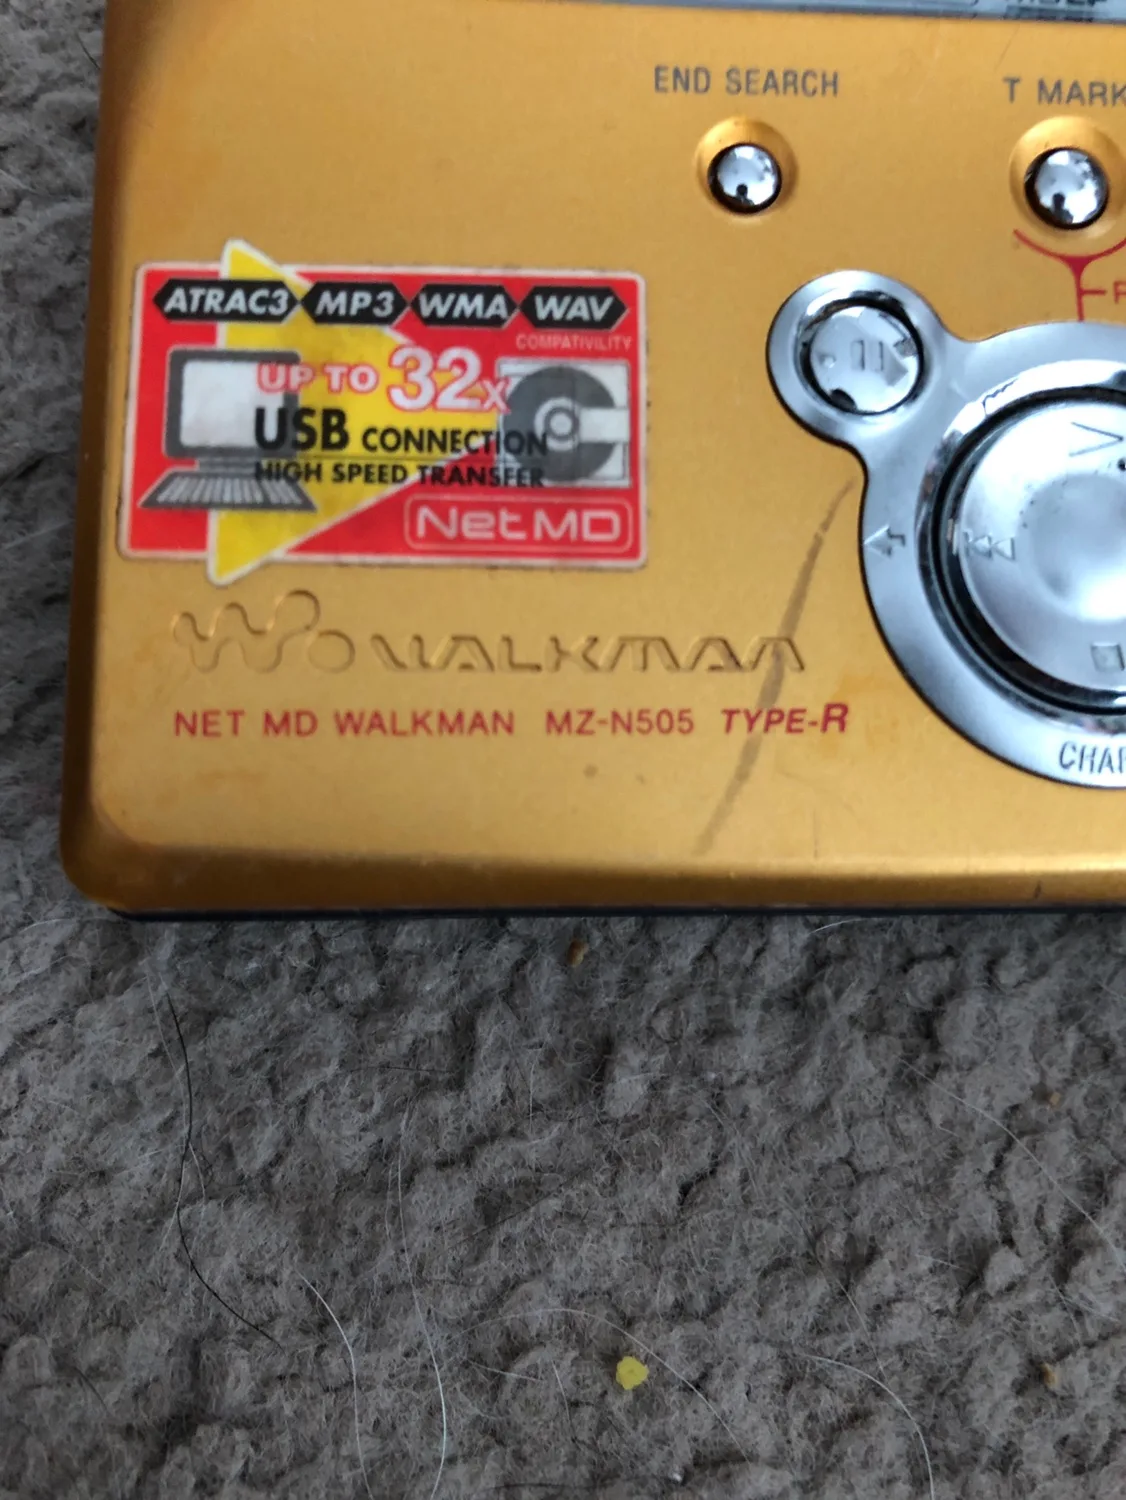 END SEARCH T MARK
ATRAC3 MP3 WMA WAV
COMPATIVILITY
UP TO 32x
USB CONNECTION
HIGH SPEED TRANSFER
NetMD
WALKMAN
NET MD WALKMAN MZ-N505 TYPE-R